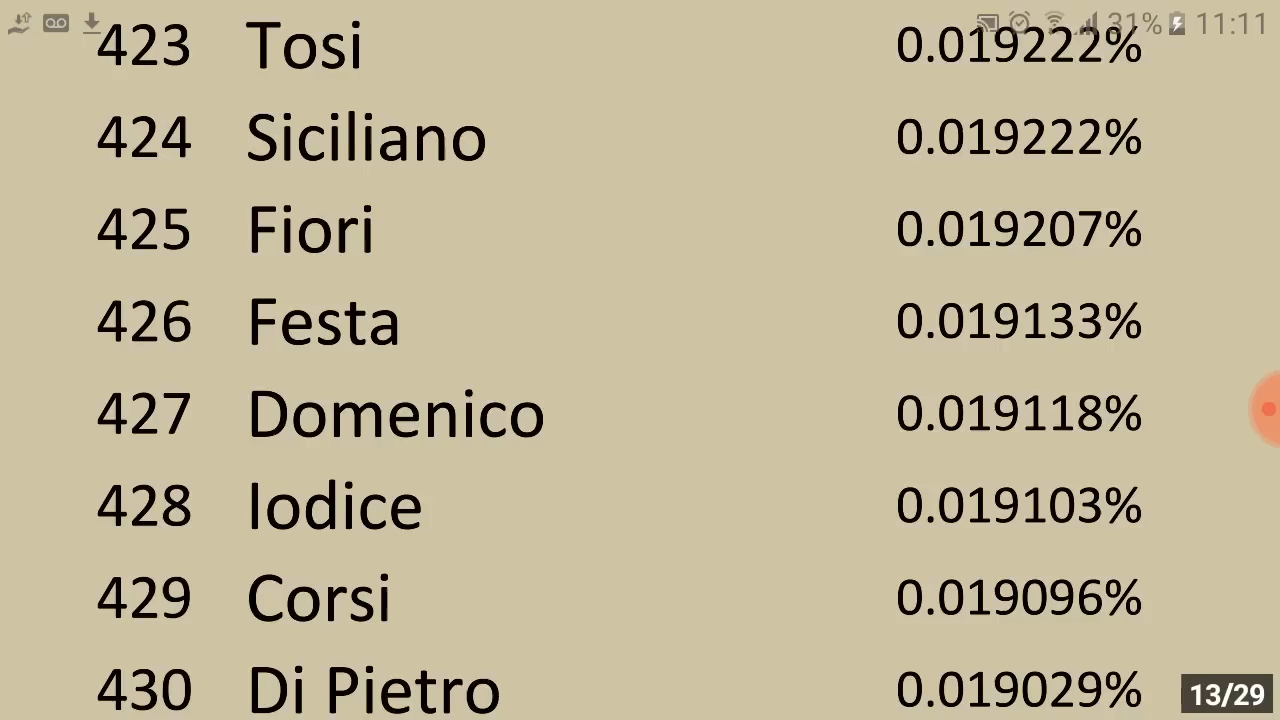 31% 11:11
423 Tosi 0.019222%
424 Siciliano 0.019222%
425 Fiori 0.019207%
426 Festa 0.019133%
427 Domenico 0.019118%
428 Iodice 0.019103%
429 Corsi 0.019096%
430 Di Pietro 0.019029%
13/29